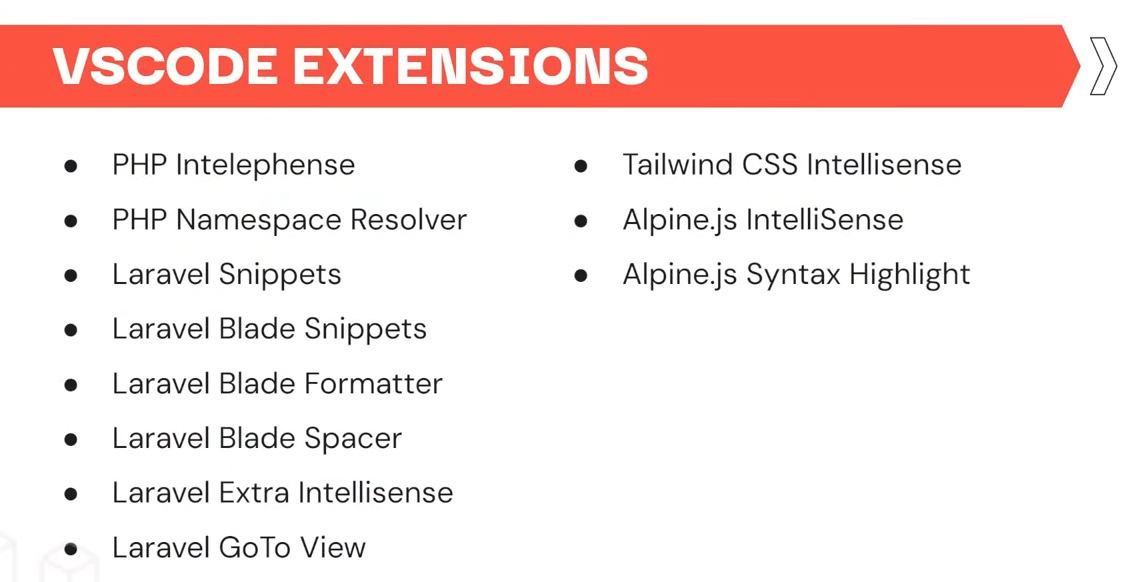 VSCODE EXTENSIONS
● PHP Intelephense
● PHP Namespace Resolver
● Laravel Snippets
● Laravel Blade Snippets
● Laravel Blade Formatter
● Laravel Blade Spacer
● Laravel Extra Intellisense
● Laravel GoTo View
● Tailwind CSS Intellisense
● Alpine.js IntelliSense
● Alpine.js Syntax Highlight